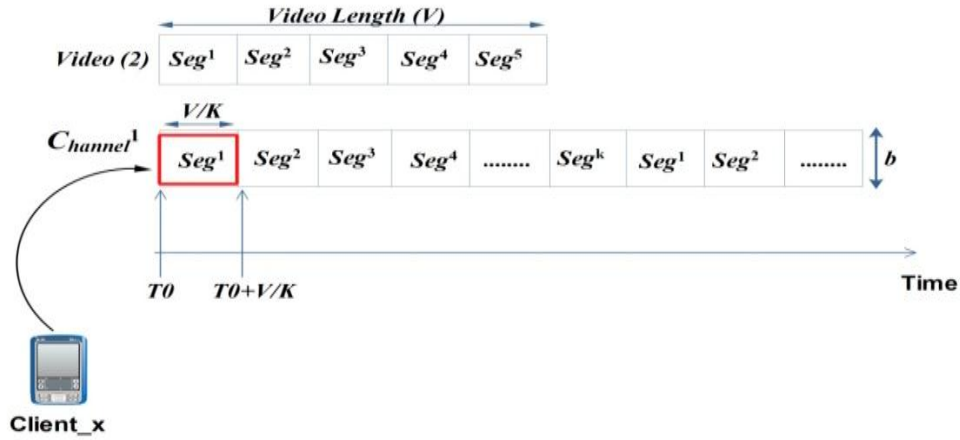 Video Length (V)
Video (2) Seg¹ Seg² Seg³ Seg⁴ Seg⁵
V/K
Channel¹ Seg¹ Seg² Seg³ Seg⁴ ........ Segᵏ Seg¹ Seg² ........ b
T0 T0+V/K Time
Client_x